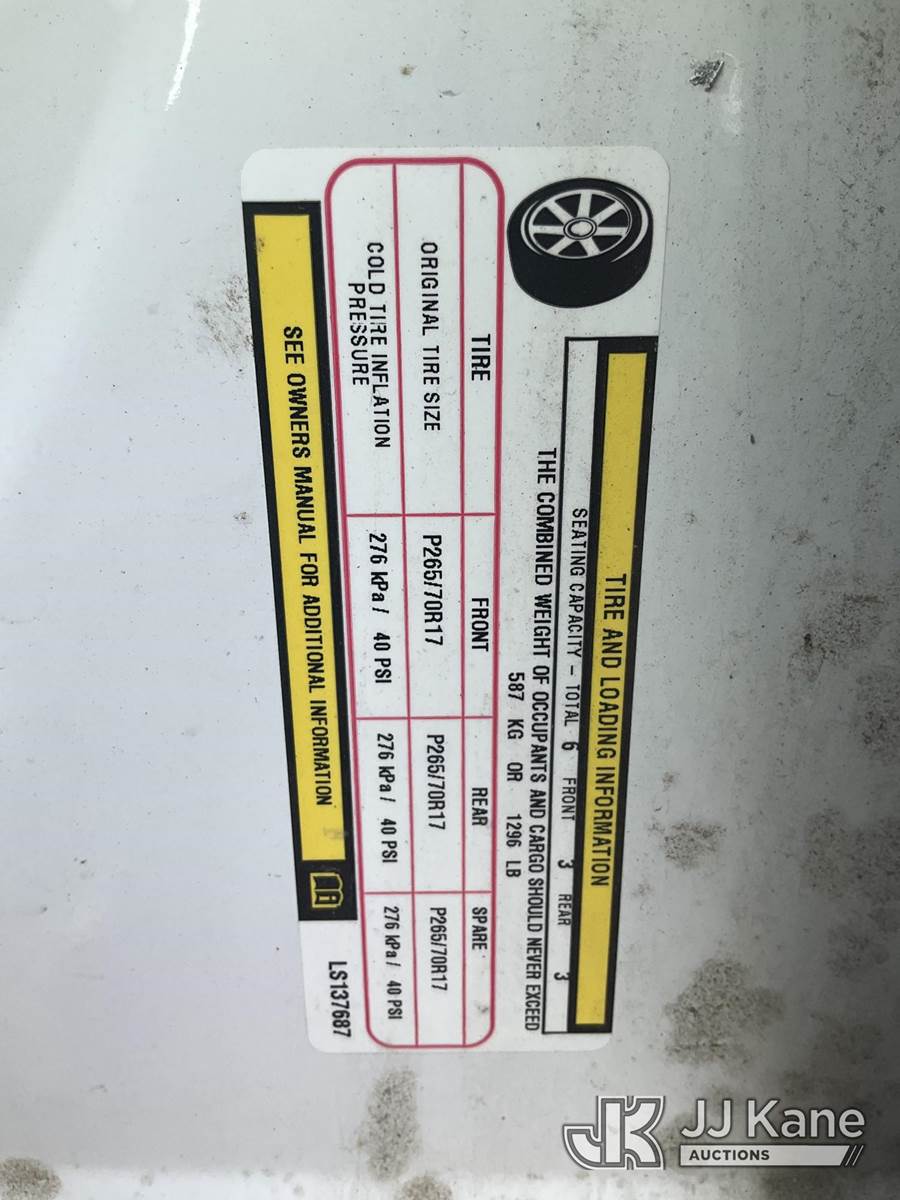 TIRE AND LOADING INFORMATION
SEATING CAPACITY - TOTAL 6 FRONT 3 REAR 3
THE COMBINED WEIGHT OF OCCUPANTS AND CARGO SHOULD NEVER EXCEED
587 KG OR 1296 LB
TIRE FRONT REAR SPARE
ORIGINAL TIRE SIZE P265/70R17 P265/70R17 P265/70R17
COLD TIRE INFLATION PRESSURE 276 kPa / 40 PSI 276 kPa / 40 PSI 276 kPa / 40 PSI
SEE OWNERS MANUAL FOR ADDITIONAL INFORMATION
LS137687
JK JJ Kane
AUCTIONS